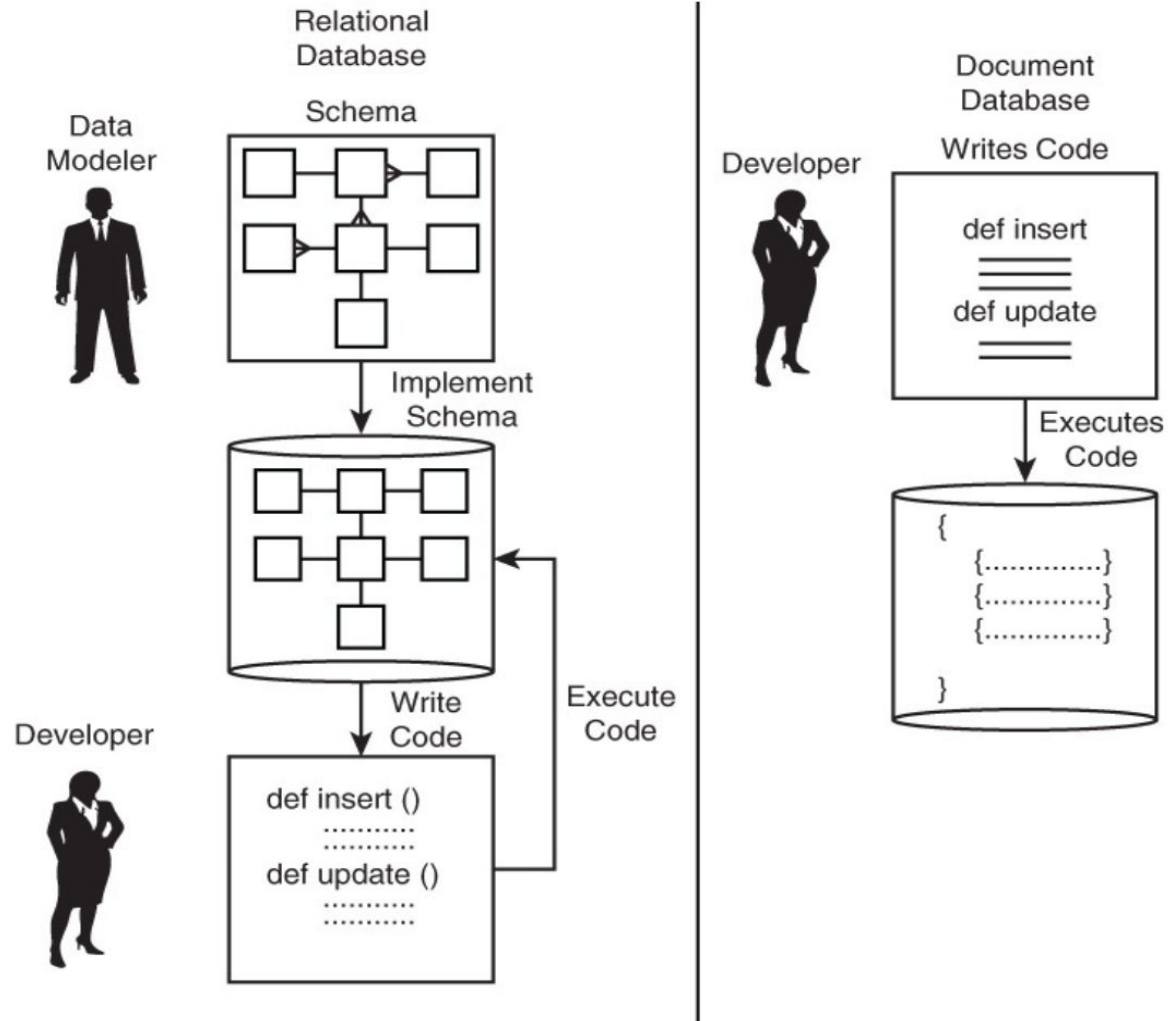 Relational
Database
Schema
Data
Modeler
Implement
Schema
Write
Code
Execute
Code
Developer
def insert ()
...........
...........
def update ()
...........
...........
Document
Database
Writes Code
Developer
def insert
def update
Executes
Code
{
{..............}
{..............}
{..............}
}